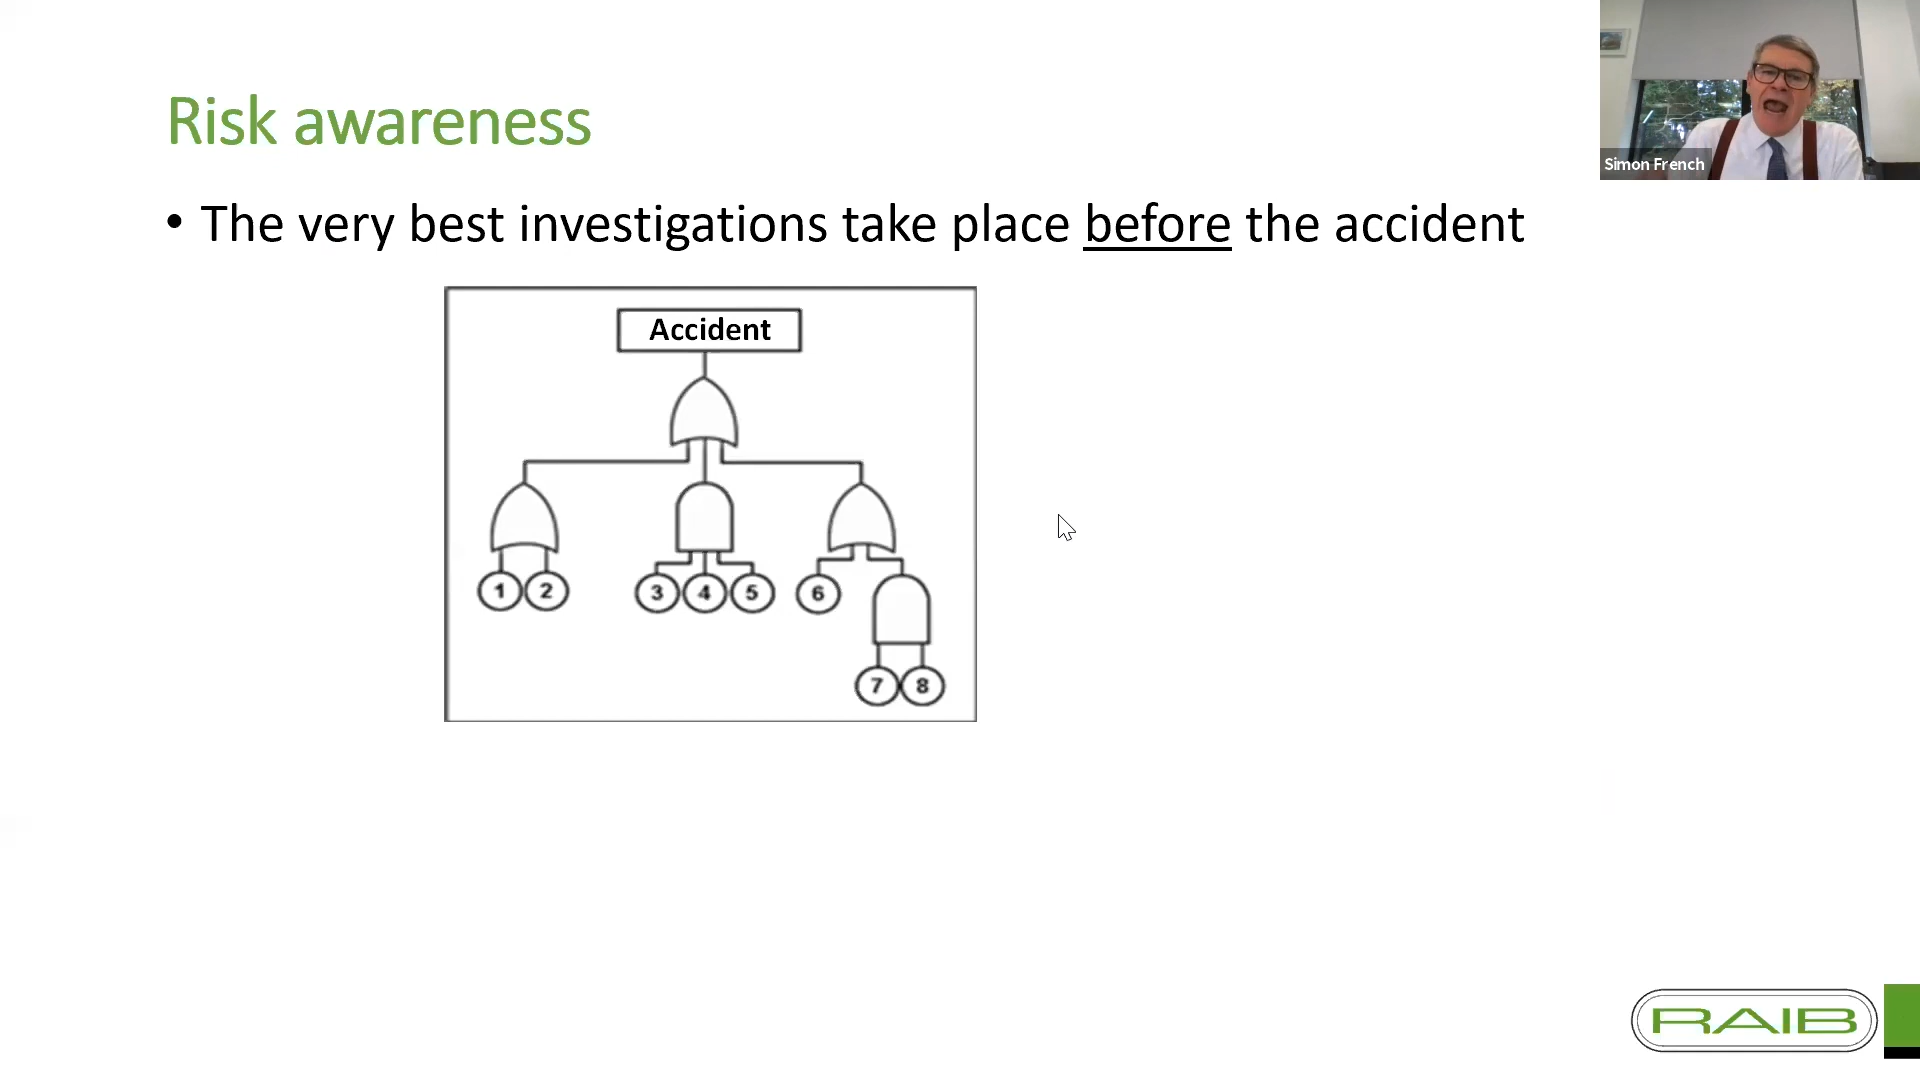 Simon French
Risk awareness
• The very best investigations take place before the accident
Accident
1 2 3 4 5 6
7 8
RAIB